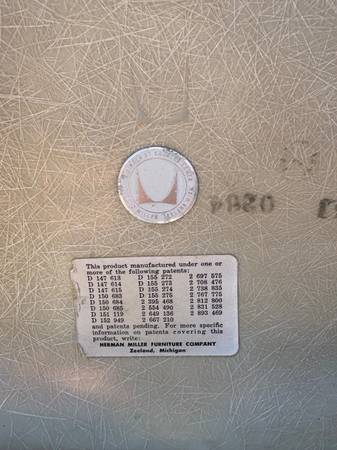 0584
This product manufactured under one or
more of the following patents:
D 147 613 D 155 272 2 697 575
D 147 614 D 155 273 2 708 476
D 147 615 D 155 274 2 738 835
D 150 683 D 155 275 2 767 775
D 150 684 2 395 468 2 812 800
D 150 685 2 554 490 2 831 528
D 151 119 2 649 136 2 893 469
D 152 949 2 667 210
and patents pending. For more specific
information on patents covering this
product, write:
HERMAN MILLER FURNITURE COMPANY
Zeeland, Michigan